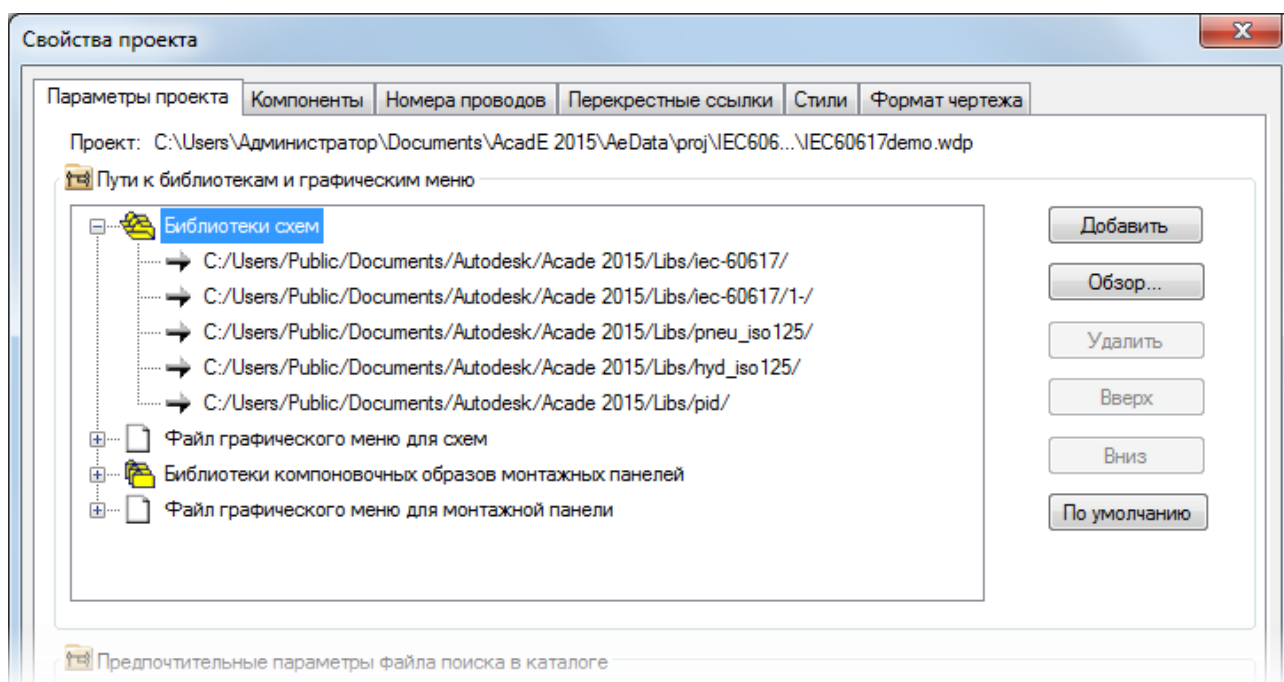 Свойства проекта
Параметры проекта Компоненты Номера проводов Перекрестные ссылки Стили Формат чертежа
Проект: C:\Users\Администратор\Documents\AcadE 2015\AeData\proj\IEC606...\IEC60617demo.wdp
Пути к библиотекам и графическим меню
Библиотеки схем
C:/Users/Public/Documents/Autodesk/Acade 2015/Libs/iec-60617/
C:/Users/Public/Documents/Autodesk/Acade 2015/Libs/iec-60617/1-/
C:/Users/Public/Documents/Autodesk/Acade 2015/Libs/pneu_iso125/
C:/Users/Public/Documents/Autodesk/Acade 2015/Libs/hyd_iso125/
C:/Users/Public/Documents/Autodesk/Acade 2015/Libs/pid/
Файл графического меню для схем
Библиотеки компоновочных образов монтажных панелей
Файл графического меню для монтажной панели
Добавить
Обзор...
Удалить
Вверх
Вниз
По умолчанию
Предпочтительные параметры файла поиска в каталоге